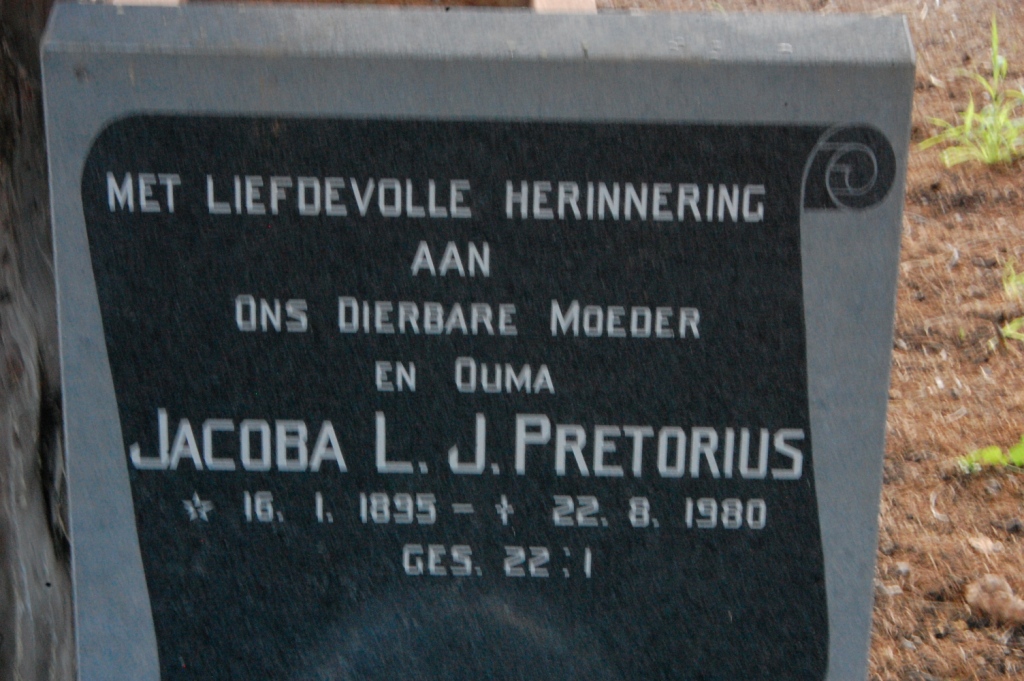 MET LIEFDEVOLLE HERINNERING
AAN
ONS DIERBARE MOEDER
EN OUMA
JACOBA L. J. PRETORIUS
☆ 16. 1. 1895 – † 22. 8. 1980
GES. 22:1